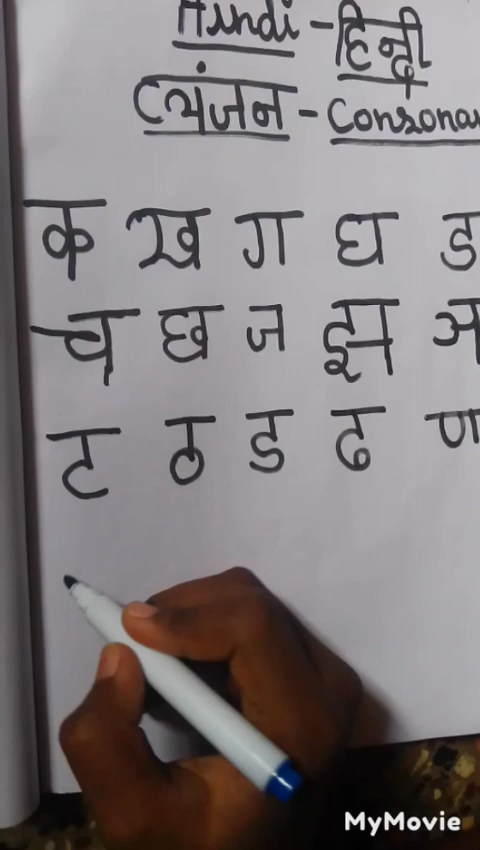 Hindi - हिन्दी
व्यंजन - Consonan
क ख ग घ ड
च छ ज झ ञ
ट ठ ड ढ ण
MyMovie